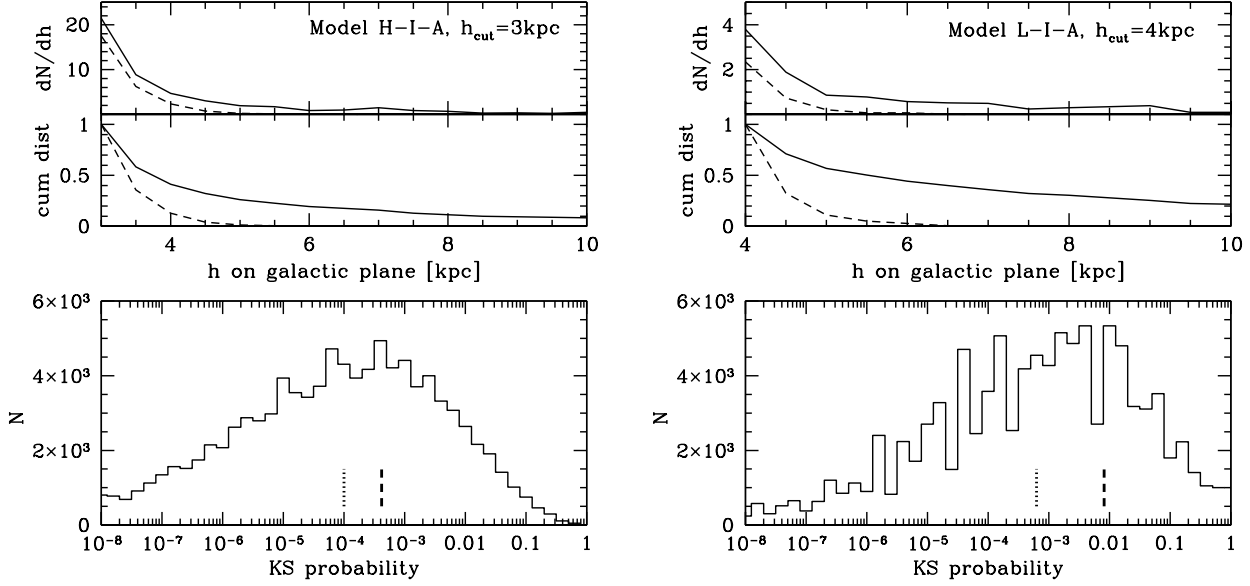 Model H-I-A, h_cut=3kpc
dN/dh
20
10
cum dist
1
0.5
0
4 6 8 10
h on galactic plane [kpc]
N
6×10³
4×10³
2×10³
0
10⁻⁸ 10⁻⁷ 10⁻⁶ 10⁻⁵ 10⁻⁴ 10⁻³ 0.01 0.1 1
KS probability
Model L-I-A, h_cut=4kpc
dN/dh
4
2
cum dist
1
0.5
0
4 6 8 10
h on galactic plane [kpc]
N
6×10³
4×10³
2×10³
0
10⁻⁸ 10⁻⁷ 10⁻⁶ 10⁻⁵ 10⁻⁴ 10⁻³ 0.01 0.1 1
KS probability